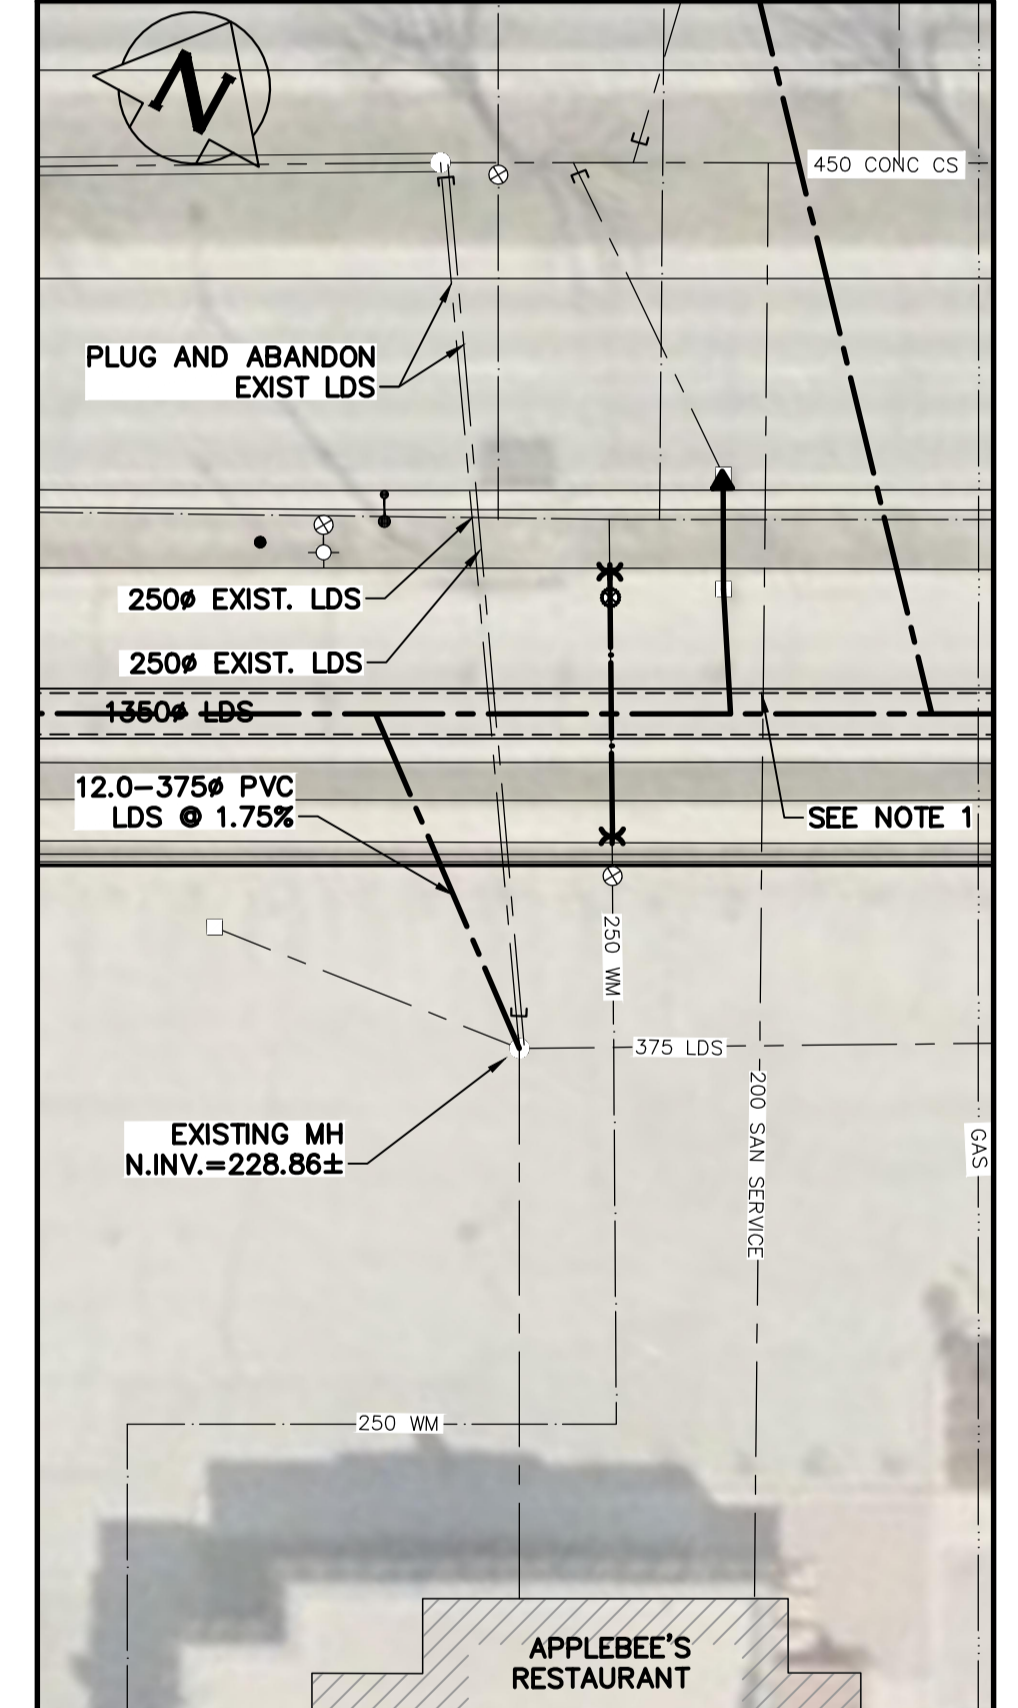 N
450 CONC CS
PLUG AND ABANDON
EXIST LDS
250ø EXIST. LDS
250ø EXIST. LDS
1350ø LDS
12.0-375ø PVC
LDS @ 1.75%
SEE NOTE 1
250 WM
375 LDS
200 SAN SERVICE
GAS
EXISTING MH
N.INV.=228.86±
250 WM
APPLEBEE'S
RESTAURANT